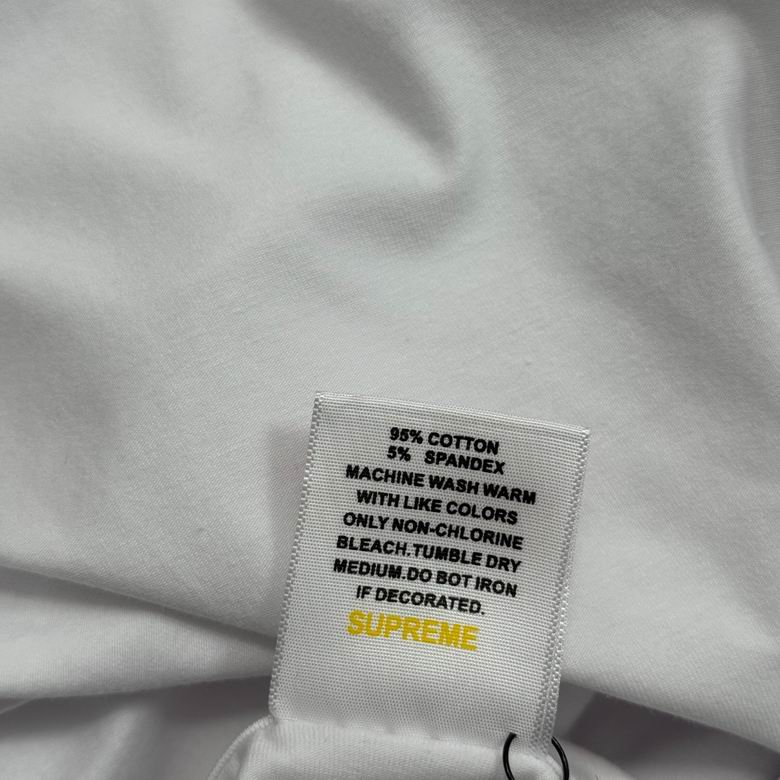 95% COTTON
5% SPANDEX
MACHINE WASH WARM
WITH LIKE COLORS
ONLY NON-CHLORINE
BLEACH.TUMBLE DRY
MEDIUM.DO BOT IRON
IF DECORATED.
SUPREME